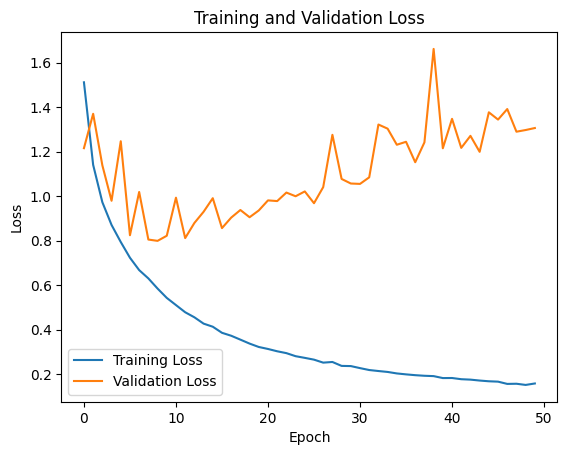 Training and Validation Loss
Loss
1.6
1.4
1.2
1.0
0.8
0.6
0.4
0.2
Training Loss
Validation Loss
0 10 20 30 40 50
Epoch